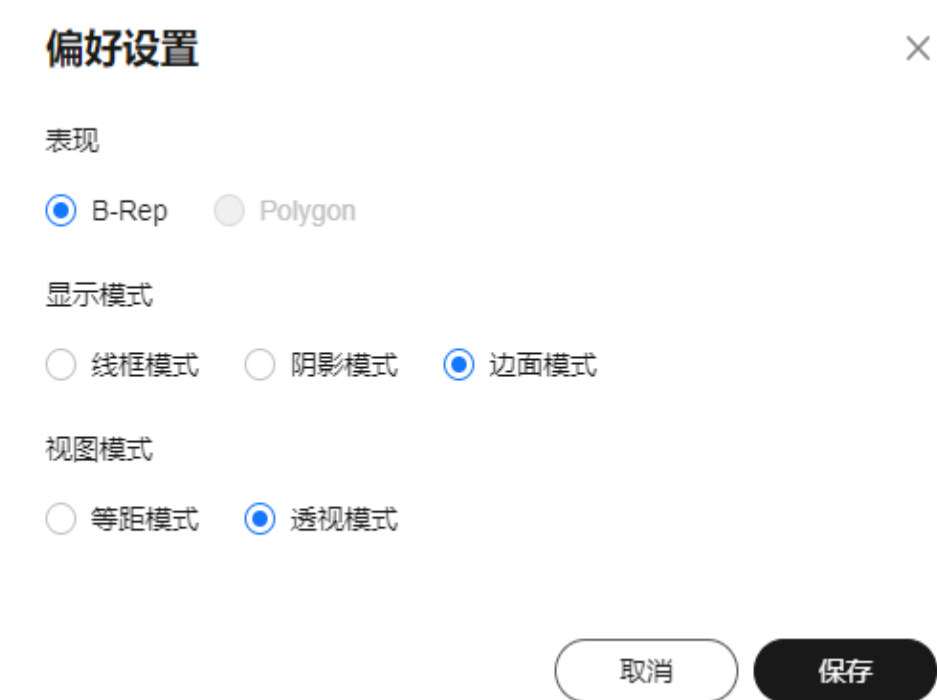 偏好设置
表现
B-Rep Polygon
显示模式
线框模式 阴影模式 边面模式
视图模式
等距模式 透视模式
取消 保存